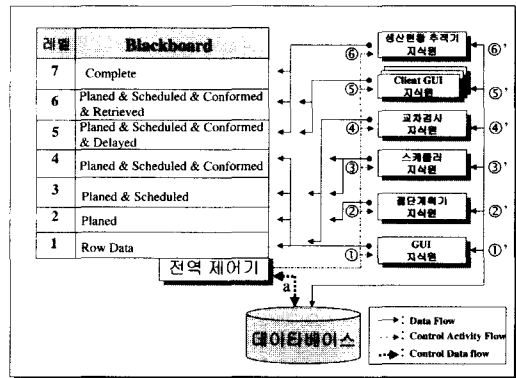 레벨 Blackboard
7 Complete
6 Planed & Scheduled & Conformed
& Retrieved
5 Planed & Scheduled & Conformed
& Delayed
4 Planed & Scheduled & Conformed
3 Planed & Scheduled
2 Planed
1 Row Data
전역 제어기
a
데이타베이스
생산현황 추적기
지식원
⑥ ⑥'
Client GUI
지식원
⑤ ⑤'
교차검사
지식원
④ ④'
스케쥴라
지식원
③ ③'
절단계획기
지식원
② ②'
GUI
지식원
① ①'
: Data Flow
: Control Activity Flow
: Control Data flow